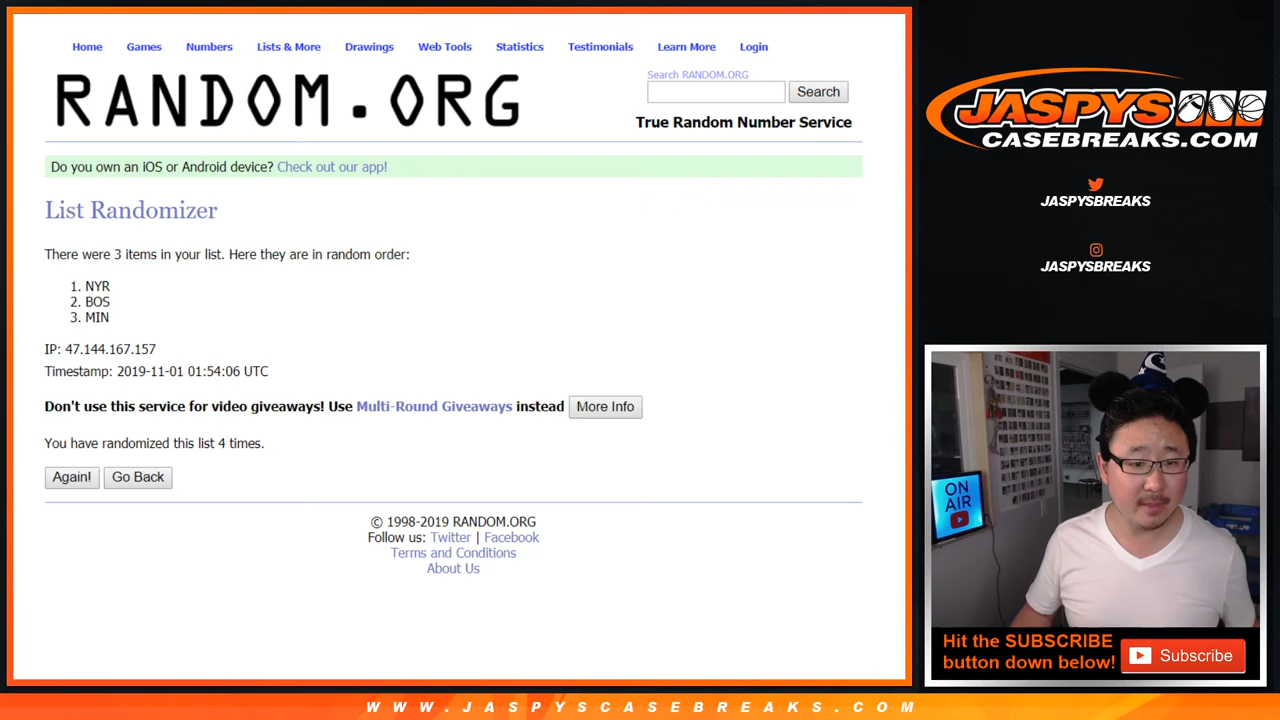 Home Games Numbers Lists & More Drawings Web Tools Statistics Testimonials Learn More Login
RANDOM.ORG
Search RANDOM.ORG
Search
True Random Number Service
Do you own an iOS or Android device? Check out our app!
List Randomizer
There were 3 items in your list. Here they are in random order:
1. NYR
2. BOS
3. MIN
IP: 47.144.167.157
Timestamp: 2019-11-01 01:54:06 UTC
Don't use this service for video giveaways! Use Multi-Round Giveaways instead More Info
You have randomized this list 4 times.
Again! Go Back
© 1998-2019 RANDOM.ORG
Follow us: Twitter | Facebook
Terms and Conditions
About Us
JASPYS
CASEBREAKS.COM
JASPYSBREAKS
JASPYSBREAKS
ON
AIR
Hit the SUBSCRIBE
button down below!
Subscribe
WWW.JASPYSCASEBREAKS.COM